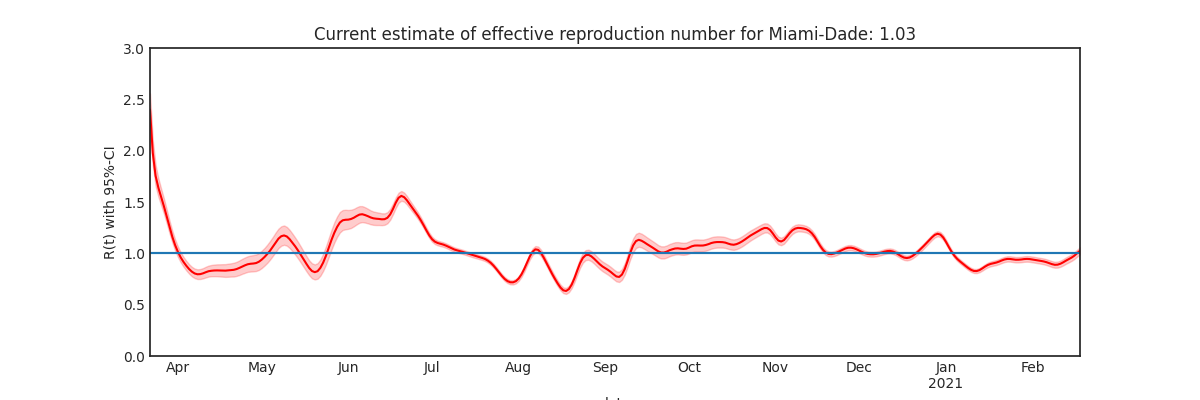 Current estimate of effective reproduction number for Miami-Dade: 1.03
R(t) with 95%-CI
3.0
2.5
2.0
1.5
1.0
0.5
0.0
Apr May Jun Jul Aug Sep Oct Nov Dec Jan Feb
2021